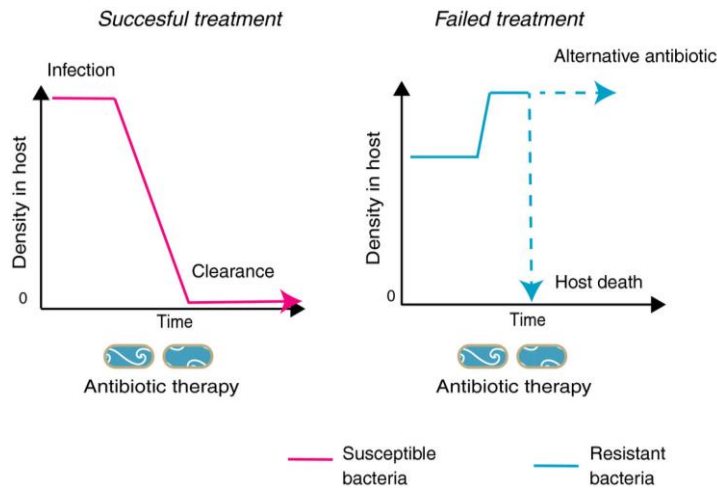 Succesful treatment
Infection
Density in host
Clearance
0
Time
Antibiotic therapy
Failed treatment
Alternative antibiotic
Density in host
Host death
0
Time
Antibiotic therapy
Susceptible
bacteria
Resistant
bacteria